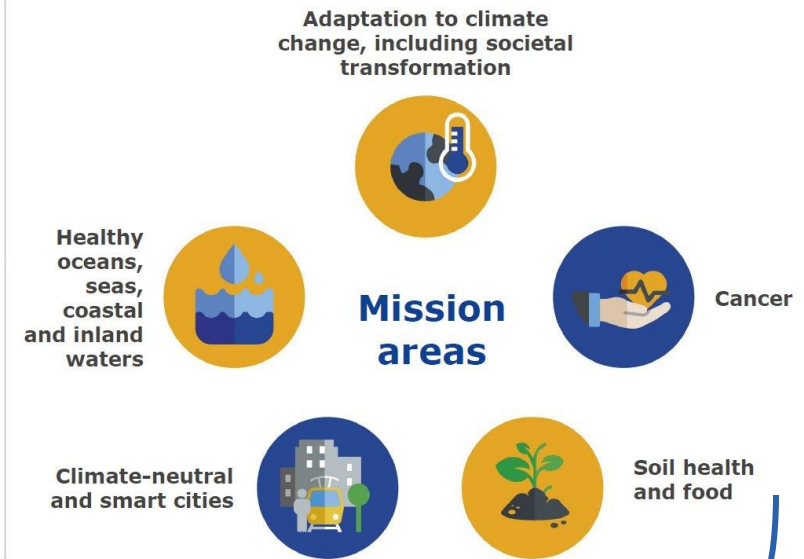 Adaptation to climate
change, including societal
transformation
Healthy
oceans,
seas,
coastal
and inland
waters
Mission
areas
Cancer
Climate-neutral
and smart cities
Soil health
and food